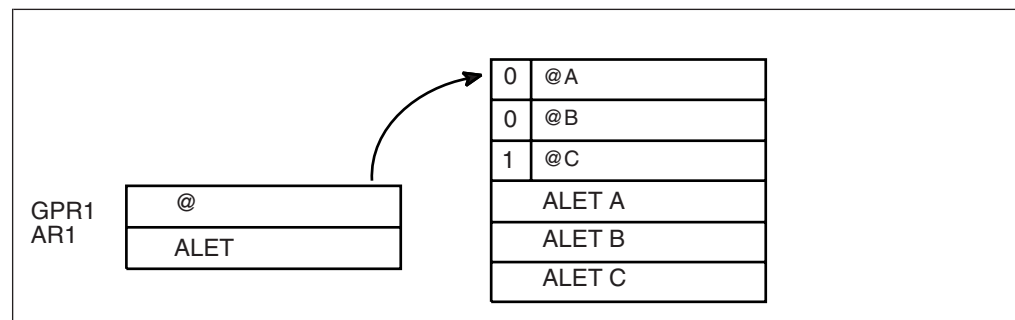 0 @A
0 @B
1 @C
GPR1 @
AR1 ALET
ALET A
ALET B
ALET C